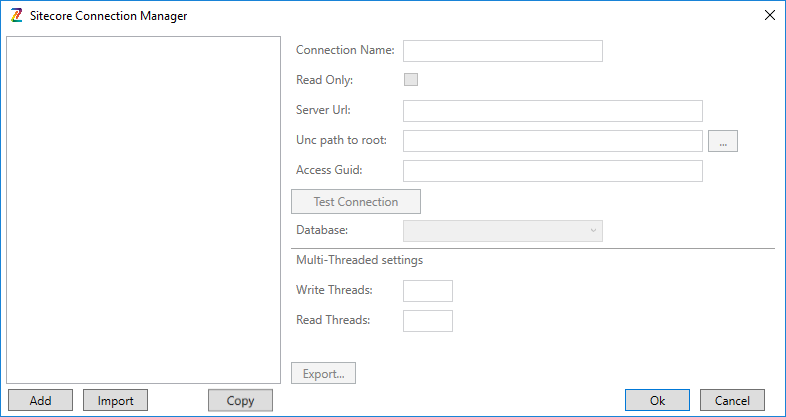 Sitecore Connection Manager
Connection Name:
Read Only:
Server Url:
Unc path to root:
...
Access Guid:
Test Connection
Database:
Multi-Threaded settings
Write Threads:
Read Threads:
Export...
Add Import Copy Ok Cancel